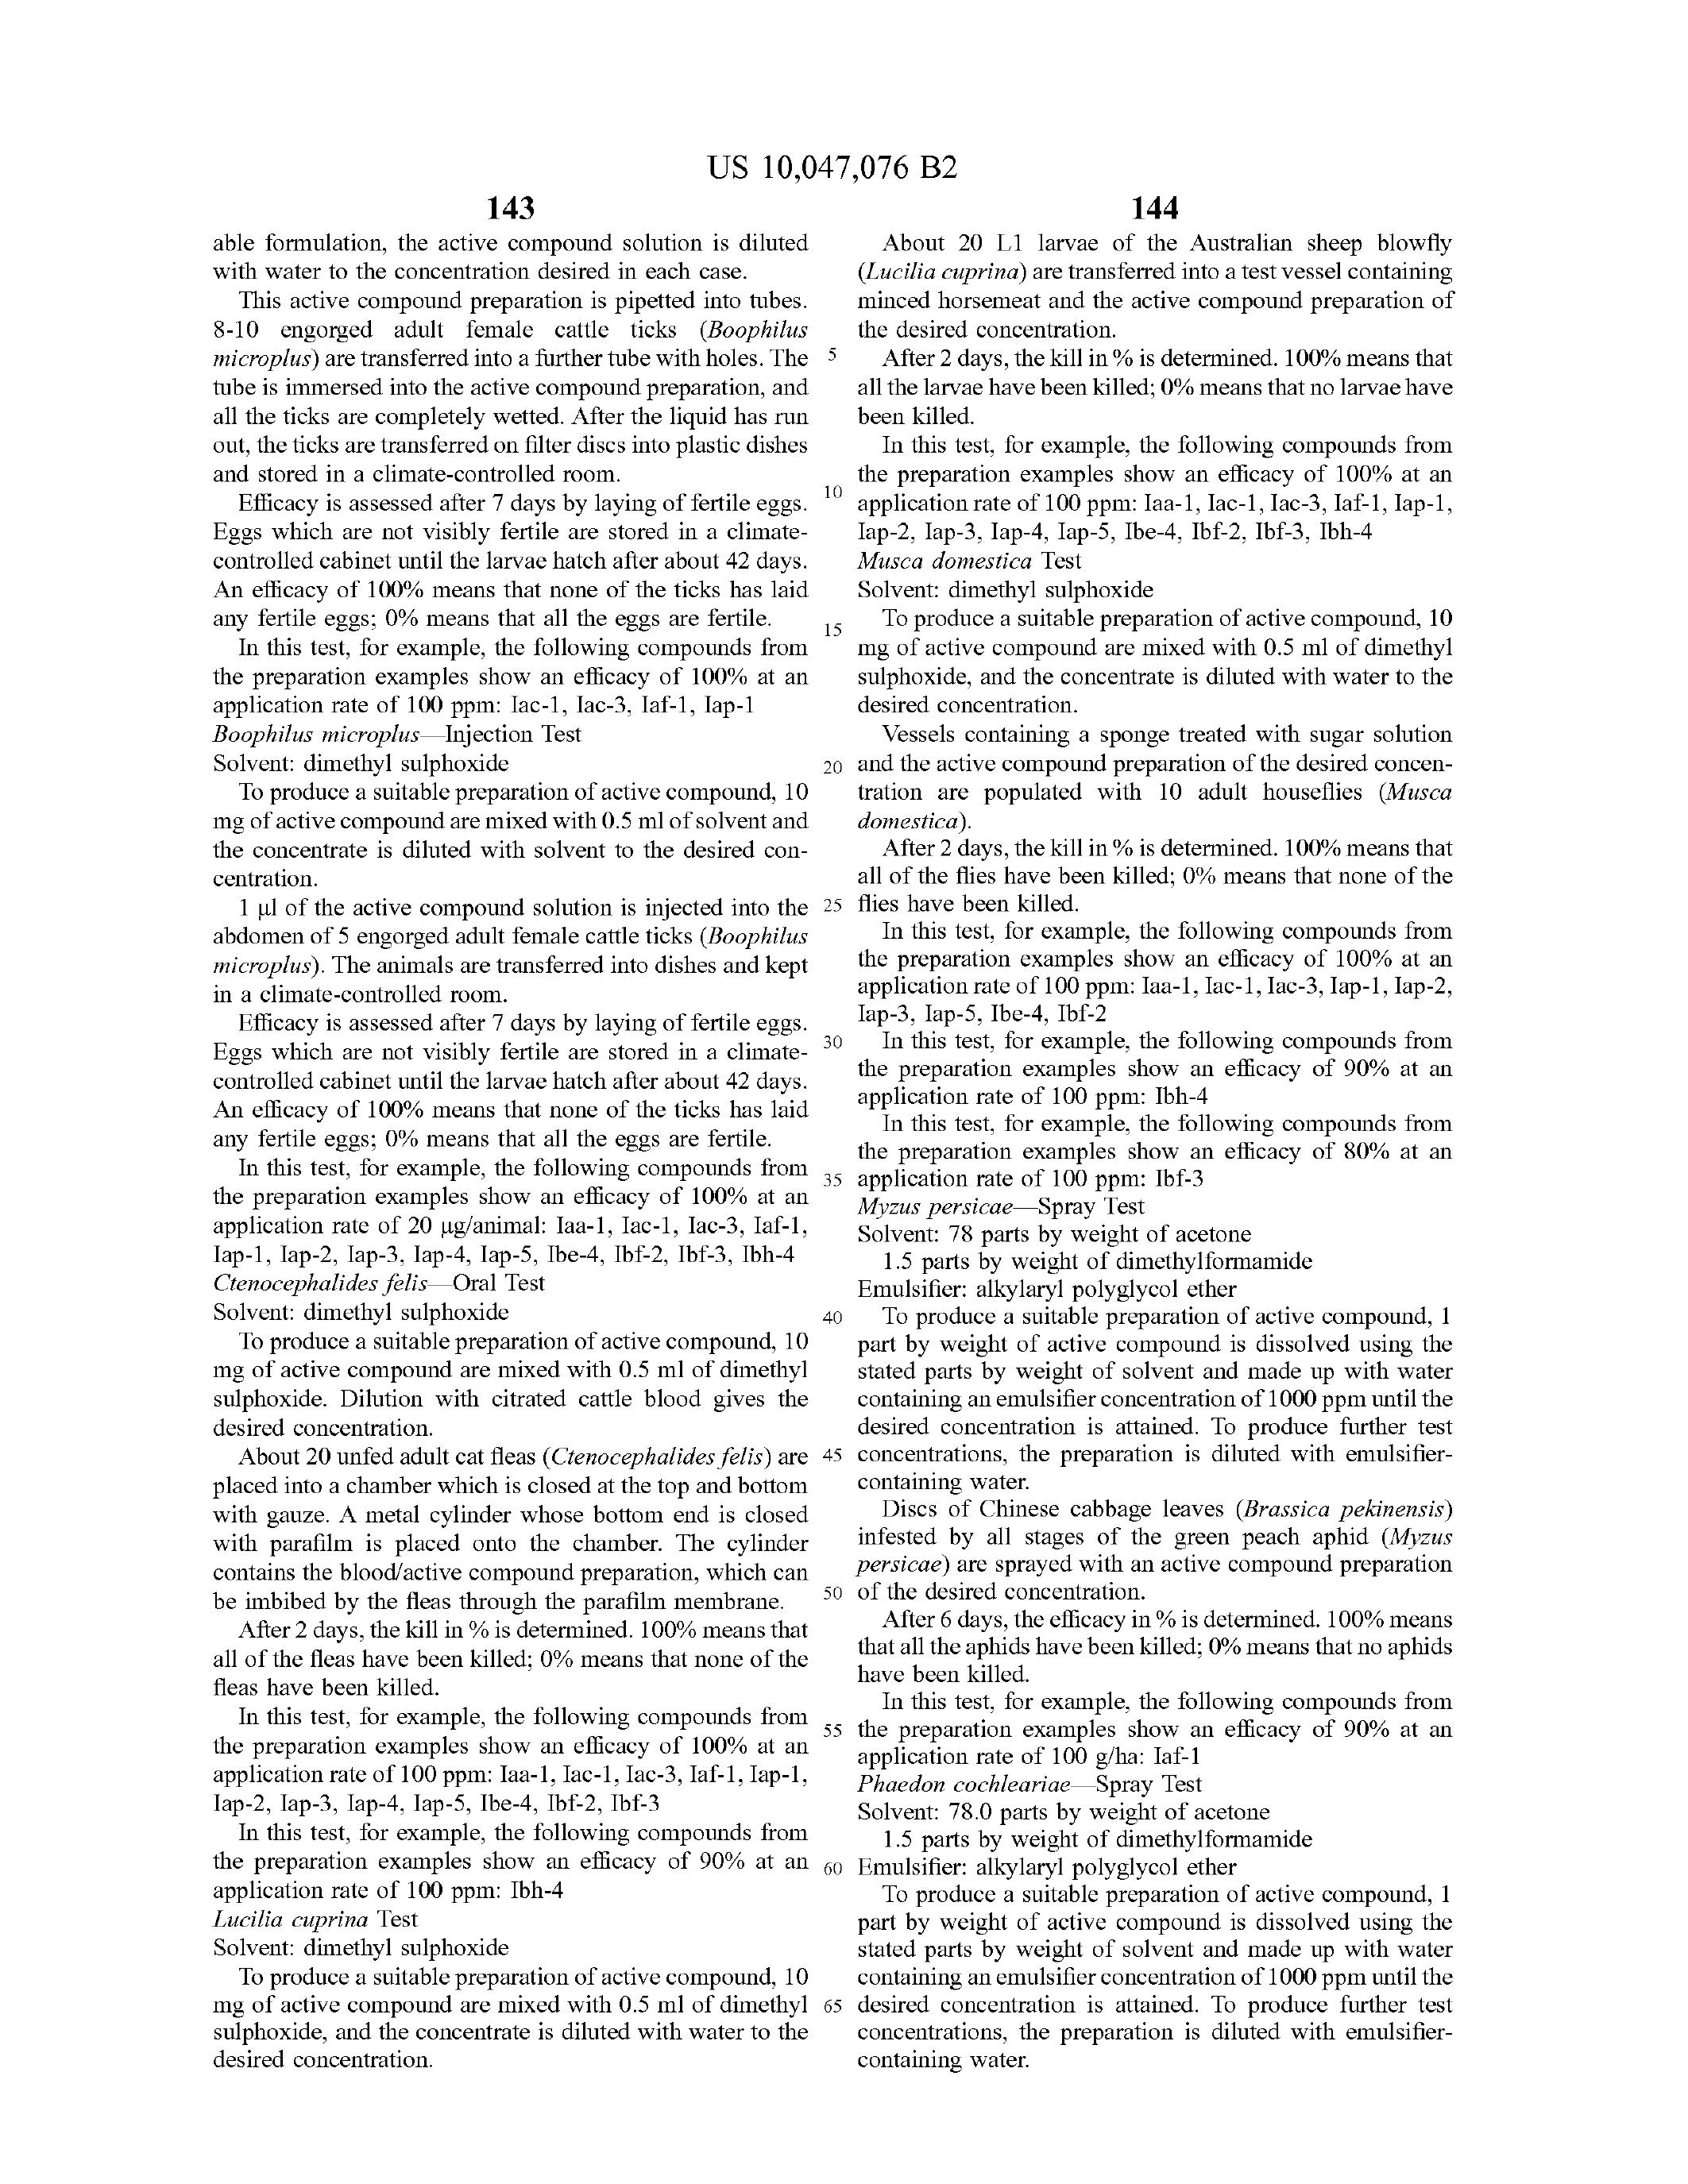 US 10,047,076 B2
143
able formulation, the active compound solution is diluted
with water to the concentration desired in each case.
This active compound preparation is pipetted into tubes.
8-10 engorged adult female cattle ticks (Boophilus
microplus) are transferred into a further tube with holes. The
tube is immersed into the active compound preparation, and
all the ticks are completely wetted. After the liquid has run
out, the ticks are transferred on filter discs into plastic dishes
and stored in a climate-controlled room.
Efficacy is assessed after 7 days by laying of fertile eggs.
Eggs which are not visibly fertile are stored in a climate-
controlled cabinet until the larvae hatch after about 42 days.
An efficacy of 100% means that none of the ticks has laid
any fertile eggs; 0% means that all the eggs are fertile.
In this test, for example, the following compounds from
the preparation examples show an efficacy of 100% at an
application rate of 100 ppm: Iac-1, Iac-3, Iaf-1, Iap-1
Boophilus microplus—Injection Test
Solvent: dimethyl sulphoxide
To produce a suitable preparation of active compound, 10
mg of active compound are mixed with 0.5 ml of solvent and
the concentrate is diluted with solvent to the desired con-
centration.
1 μl of the active compound solution is injected into the
abdomen of 5 engorged adult female cattle ticks (Boophilus
microplus). The animals are transferred into dishes and kept
in a climate-controlled room.
Efficacy is assessed after 7 days by laying of fertile eggs.
Eggs which are not visibly fertile are stored in a climate-
controlled cabinet until the larvae hatch after about 42 days.
An efficacy of 100% means that none of the ticks has laid
any fertile eggs; 0% means that all the eggs are fertile.
In this test, for example, the following compounds from
the preparation examples show an efficacy of 100% at an
application rate of 20 μg/animal: Iaa-1, Iac-1, Iac-3, Iaf-1,
Iap-1, Iap-2, Iap-3, Iap-4, Iap-5, Ibe-4, Ibf-2, Ibf-3, Ibh-4
Ctenocephalides felis—Oral Test
Solvent: dimethyl sulphoxide
To produce a suitable preparation of active compound, 10
mg of active compound are mixed with 0.5 ml of dimethyl
sulphoxide. Dilution with citrated cattle blood gives the
desired concentration.
About 20 unfed adult cat fleas (Ctenocephalides felis) are
placed into a chamber which is closed at the top and bottom
with gauze. A metal cylinder whose bottom end is closed
with parafilm is placed onto the chamber. The cylinder
contains the blood/active compound preparation, which can
be imbibed by the fleas through the parafilm membrane.
After 2 days, the kill in % is determined. 100% means that
all of the fleas have been killed; 0% means that none of the
fleas have been killed.
In this test, for example, the following compounds from
the preparation examples show an efficacy of 100% at an
application rate of 100 ppm: Iaa-1, Iac-1, Iac-3, Iaf-1, Iap-1,
Iap-2, Iap-3, Iap-4, Iap-5, Ibe-4, Ibf-2, Ibf-3
In this test, for example, the following compounds from
the preparation examples show an efficacy of 90% at an
application rate of 100 ppm: Ibh-4
Lucilia cuprina Test
Solvent: dimethyl sulphoxide
To produce a suitable preparation of active compound, 10
mg of active compound are mixed with 0.5 ml of dimethyl
sulphoxide, and the concentrate is diluted with water to the
desired concentration.
5
10
15
20
25
30
35
40
45
50
55
60
65
144
About 20 L1 larvae of the Australian sheep blowfly
(Lucilia cuprina) are transferred into a test vessel containing
minced horsemeat and the active compound preparation of
the desired concentration.
After 2 days, the kill in % is determined. 100% means that
all the larvae have been killed; 0% means that no larvae have
been killed.
In this test, for example, the following compounds from
the preparation examples show an efficacy of 100% at an
application rate of 100 ppm: Iaa-1, Iac-1, Iac-3, Iaf-1, Iap-1,
Iap-2, Iap-3, Iap-4, Iap-5, Ibe-4, Ibf-2, Ibf-3, Ibh-4
Musca domestica Test
Solvent: dimethyl sulphoxide
To produce a suitable preparation of active compound, 10
mg of active compound are mixed with 0.5 ml of dimethyl
sulphoxide, and the concentrate is diluted with water to the
desired concentration.
Vessels containing a sponge treated with sugar solution
and the active compound preparation of the desired concen-
tration are populated with 10 adult houseflies (Musca
domestica).
After 2 days, the kill in % is determined. 100% means that
all of the flies have been killed; 0% means that none of the
flies have been killed.
In this test, for example, the following compounds from
the preparation examples show an efficacy of 100% at an
application rate of 100 ppm: Iaa-1, Iac-1, Iac-3, Iap-1, Iap-2,
Iap-3, Iap-5, Ibe-4, Ibf-2
In this test, for example, the following compounds from
the preparation examples show an efficacy of 90% at an
application rate of 100 ppm: Ibh-4
In this test, for example, the following compounds from
the preparation examples show an efficacy of 80% at an
application rate of 100 ppm: Ibf-3
Myzus persicae—Spray Test
Solvent: 78 parts by weight of acetone
1.5 parts by weight of dimethylformamide
Emulsifier: alkylaryl polyglycol ether
To produce a suitable preparation of active compound, 1
part by weight of active compound is dissolved using the
stated parts by weight of solvent and made up with water
containing an emulsifier concentration of 1000 ppm until the
desired concentration is attained. To produce further test
concentrations, the preparation is diluted with emulsifier-
containing water.
Discs of Chinese cabbage leaves (Brassica pekinensis)
infested by all stages of the green peach aphid (Myzus
persicae) are sprayed with an active compound preparation
of the desired concentration.
After 6 days, the efficacy in % is determined. 100% means
that all the aphids have been killed; 0% means that no aphids
have been killed.
In this test, for example, the following compounds from
the preparation examples show an efficacy of 90% at an
application rate of 100 g/ha: Iaf-1
Phaedon cochleariae—Spray Test
Solvent: 78.0 parts by weight of acetone
1.5 parts by weight of dimethylformamide
Emulsifier: alkylaryl polyglycol ether
To produce a suitable preparation of active compound, 1
part by weight of active compound is dissolved using the
stated parts by weight of solvent and made up with water
containing an emulsifier concentration of 1000 ppm until the
desired concentration is attained. To produce further test
concentrations, the preparation is diluted with emulsifier-
containing water.